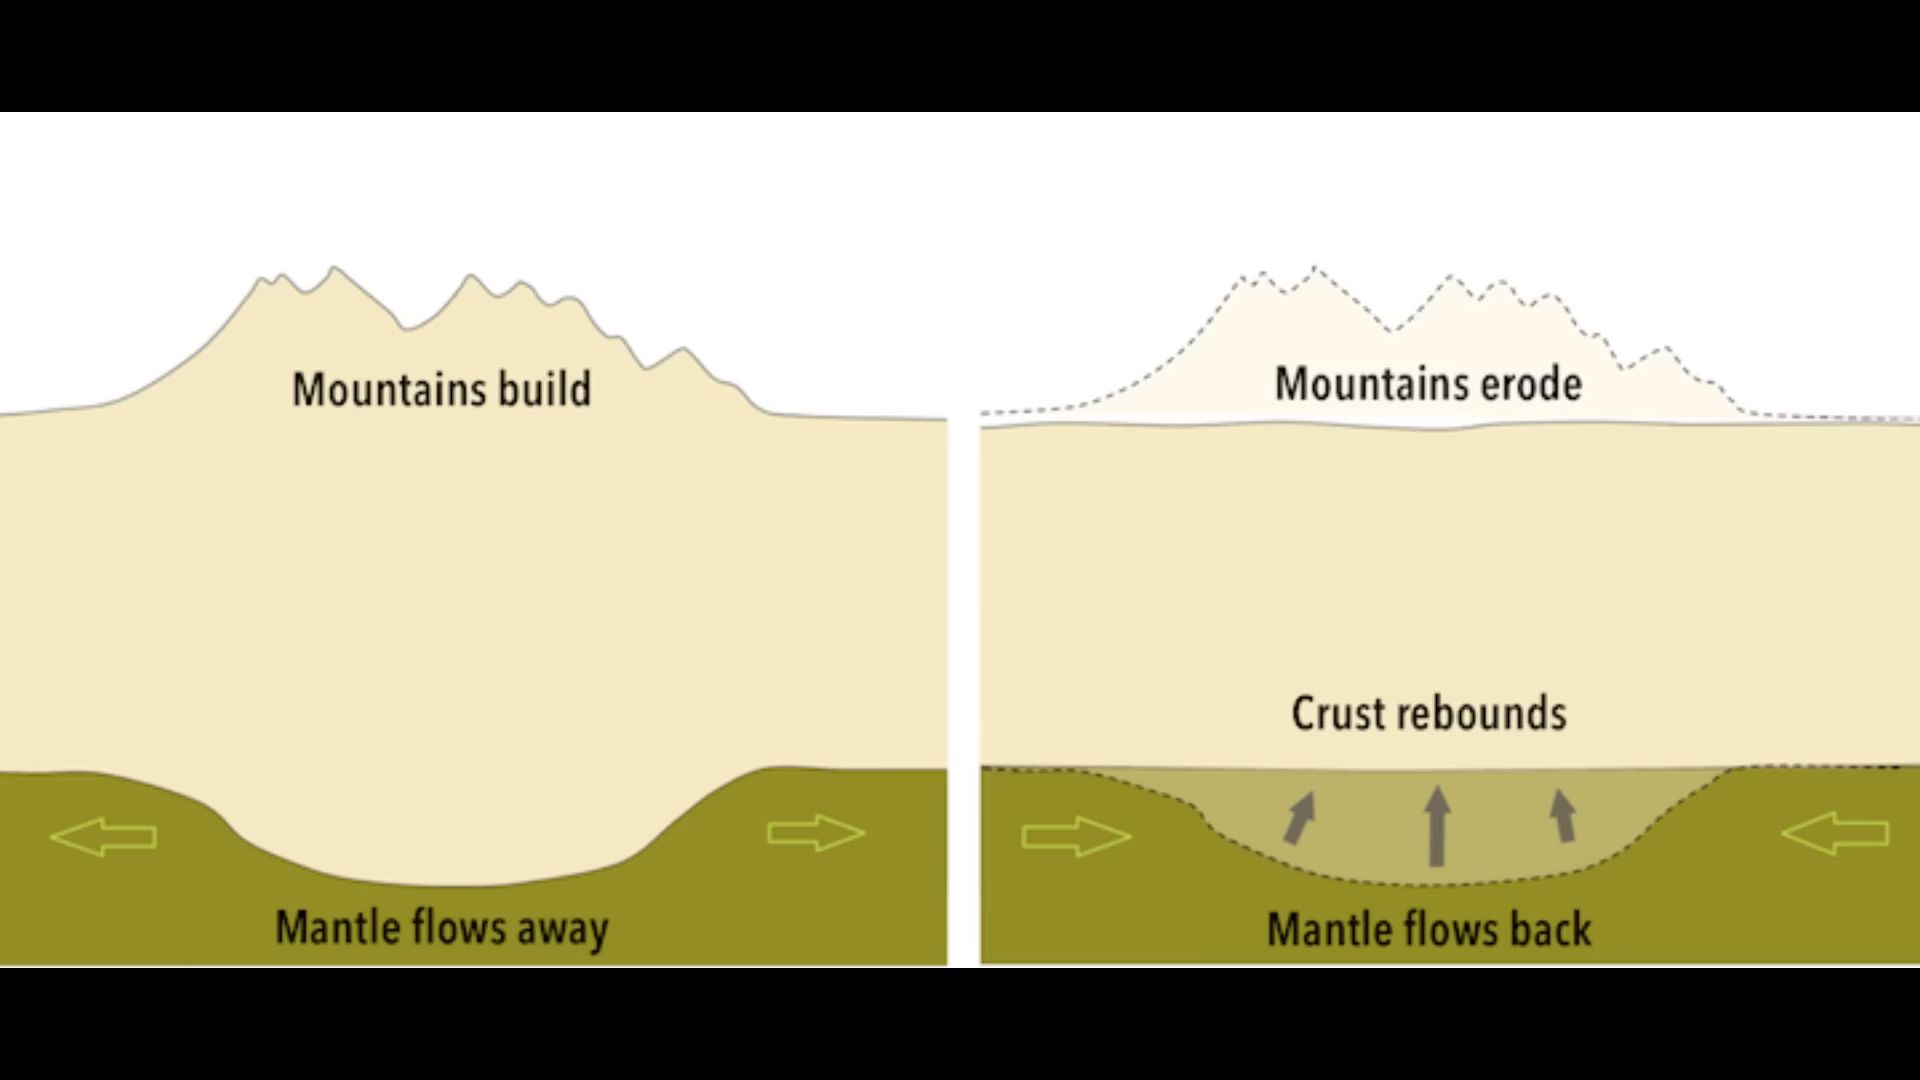 Mountains build
Mantle flows away
Mountains erode
Crust rebounds
Mantle flows back